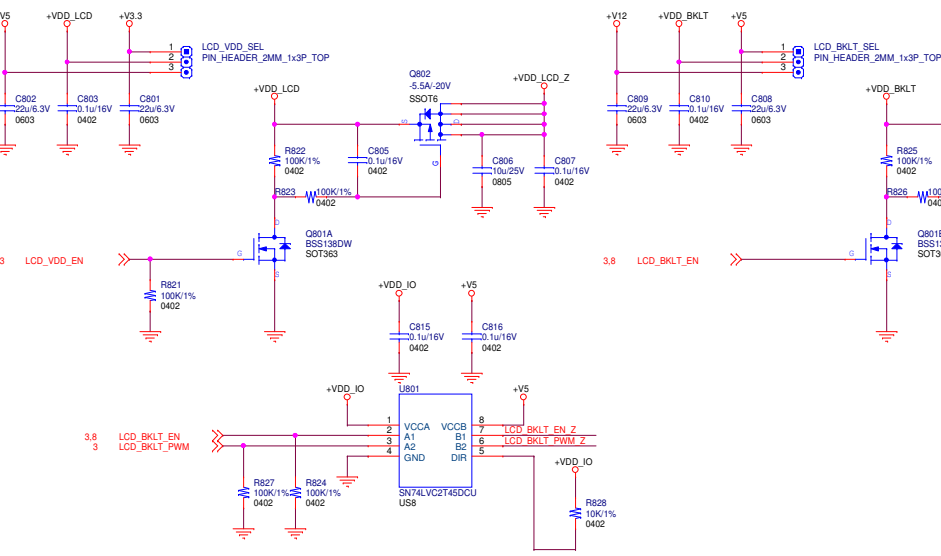 V5
+VDD_LCD
+V3.3
LCD_VDD_SEL
PIN_HEADER_2MM_1x3P_TOP
1
2
3
C802
22u/6.3V
0603
C803
0.1u/16V
0402
C801
22u/6.3V
0603
+VDD_LCD
Q802
-5.5A/-20V
SSOT6
+VDD_LCD_Z
S
D
G
R822
100K/1%
0402
C805
0.1u/16V
0402
C806
10u/25V
0805
C807
0.1u/16V
0402
R823
100K/1%
0402
D
Q801A
BSS138DW
SOT363
G
S
3 LCD_VDD_EN
R821
100K/1%
0402
+V12
+VDD_BKLT
+V5
LCD_BKLT_SEL
PIN_HEADER_2MM_1x3P_TOP
1
2
3
C809
22u/6.3V
0603
C810
0.1u/16V
0402
C808
22u/6.3V
0603
+VDD_BKLT
R825
100K/1%
0402
R826
D
G
S
3,8 LCD_BKLT_EN
+VDD_IO
+V5
C815
0.1u/16V
0402
C816
0.1u/16V
0402
+VDD_IO
U801
+V5
1 VCCA VCCB 8
2 A1 B1 7 LCD_BKLT_EN_Z
3 A2 B2 6 LCD_BKLT_PWM_Z
4 GND DIR 5
3,8 LCD_BKLT_EN
3 LCD_BKLT_PWM
SN74LVC2T45DCU
US8
R827
100K/1%
0402
R824
100K/1%
0402
+VDD_IO
R828
10K/1%
0402